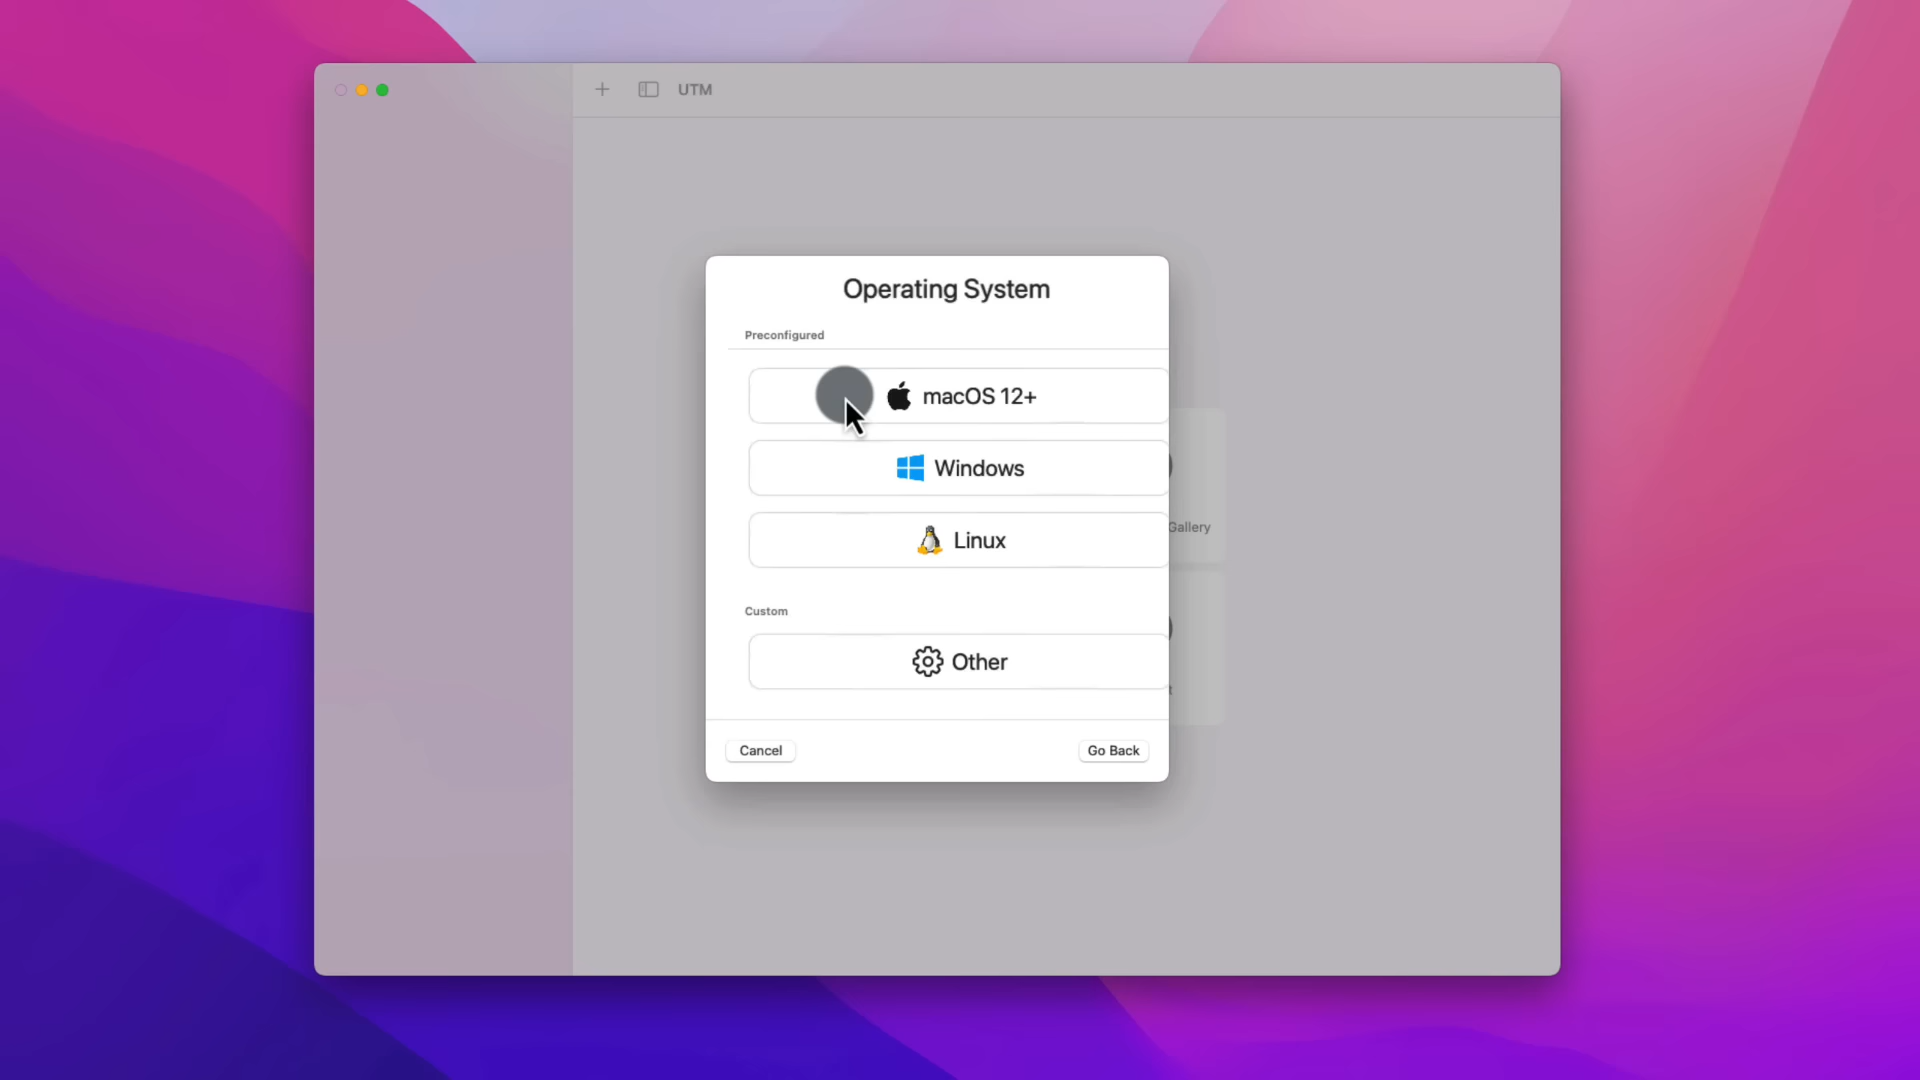 UTM
Operating System
Preconfigured
macOS 12+
Windows
Gallery
Linux
Custom
Other
Cancel
Go Back